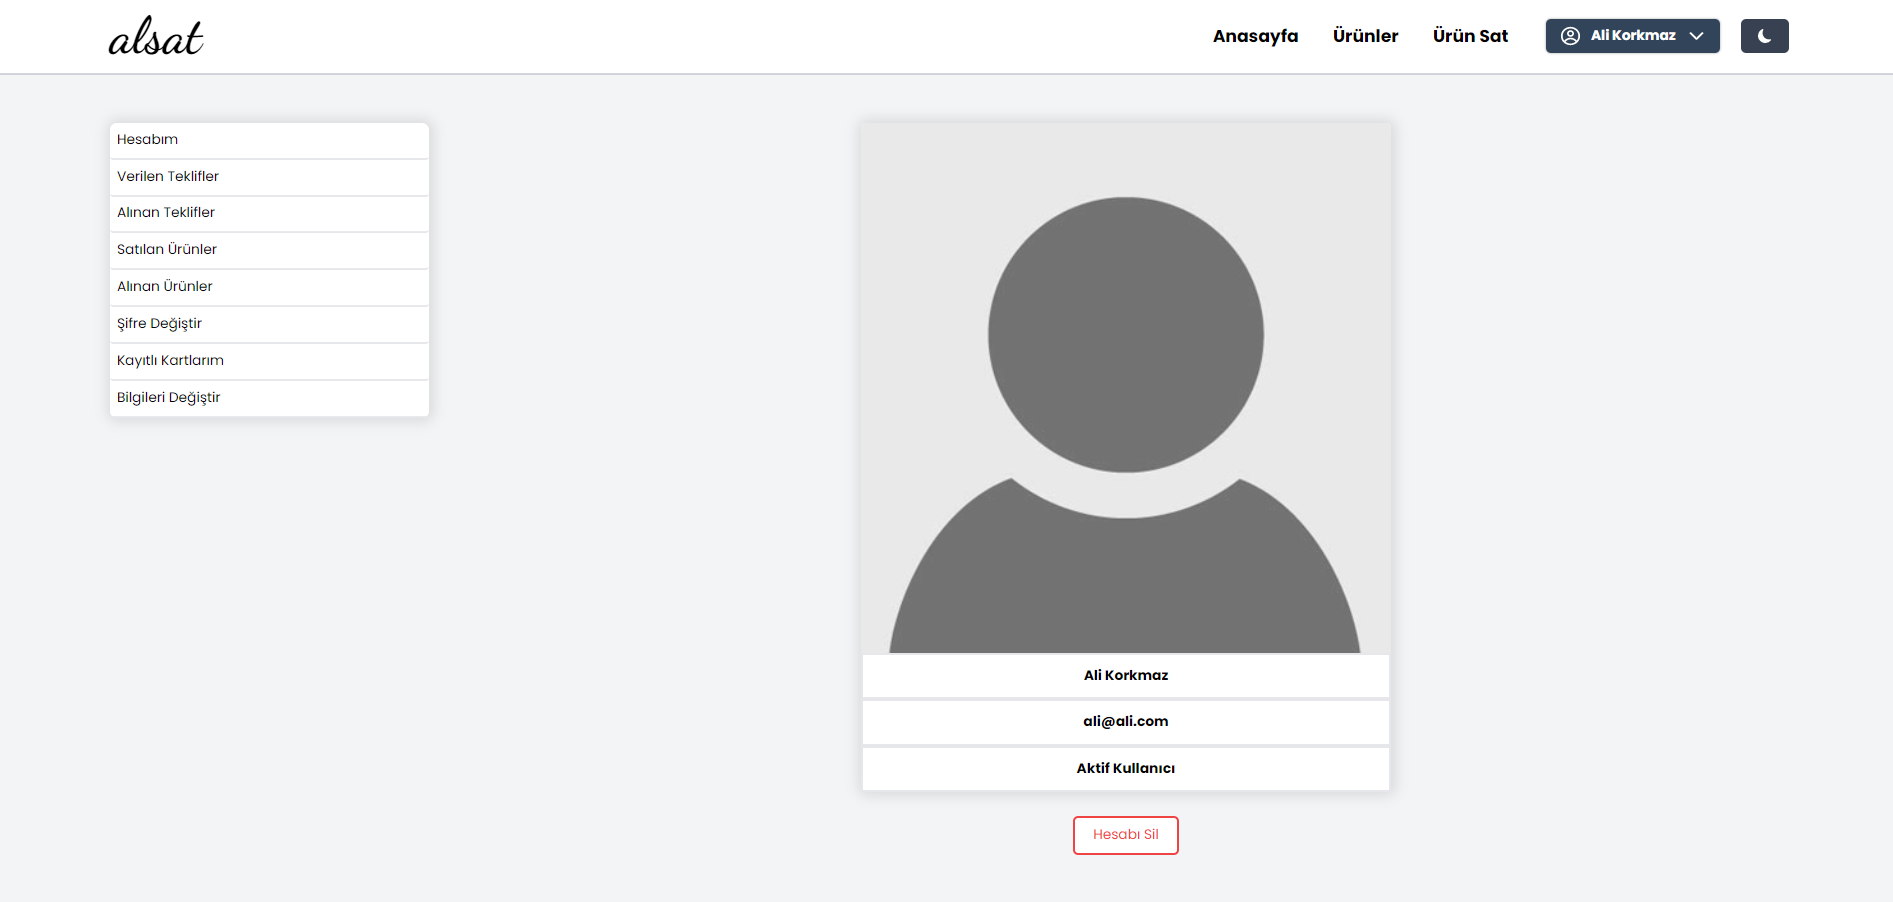 alsat
Anasayfa Ürünler Ürün Sat Ali Korkmaz
Hesabım
Verilen Teklifler
Alınan Teklifler
Satılan Ürünler
Alınan Ürünler
Şifre Değiştir
Kayıtlı Kartlarım
Bilgileri Değiştir
Ali Korkmaz
ali@ali.com
Aktif Kullanıcı
Hesabı Sil